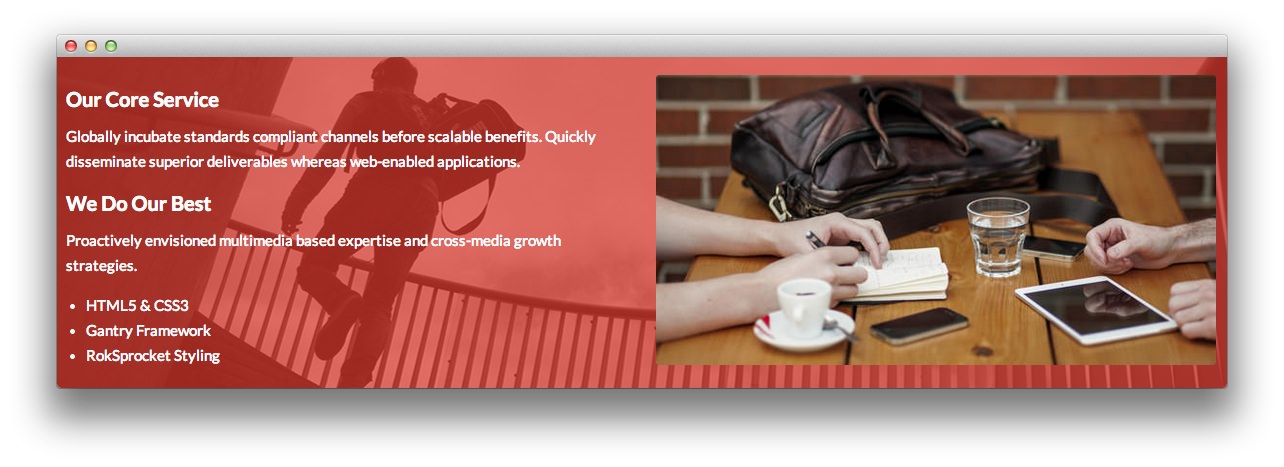 Our Core Service
Globally incubate standards compliant channels before scalable benefits. Quickly
disseminate superior deliverables whereas web-enabled applications.
We Do Our Best
Proactively envisioned multimedia based expertise and cross-media growth
strategies.
• HTML5 & CSS3
• Gantry Framework
• RokSprocket Styling